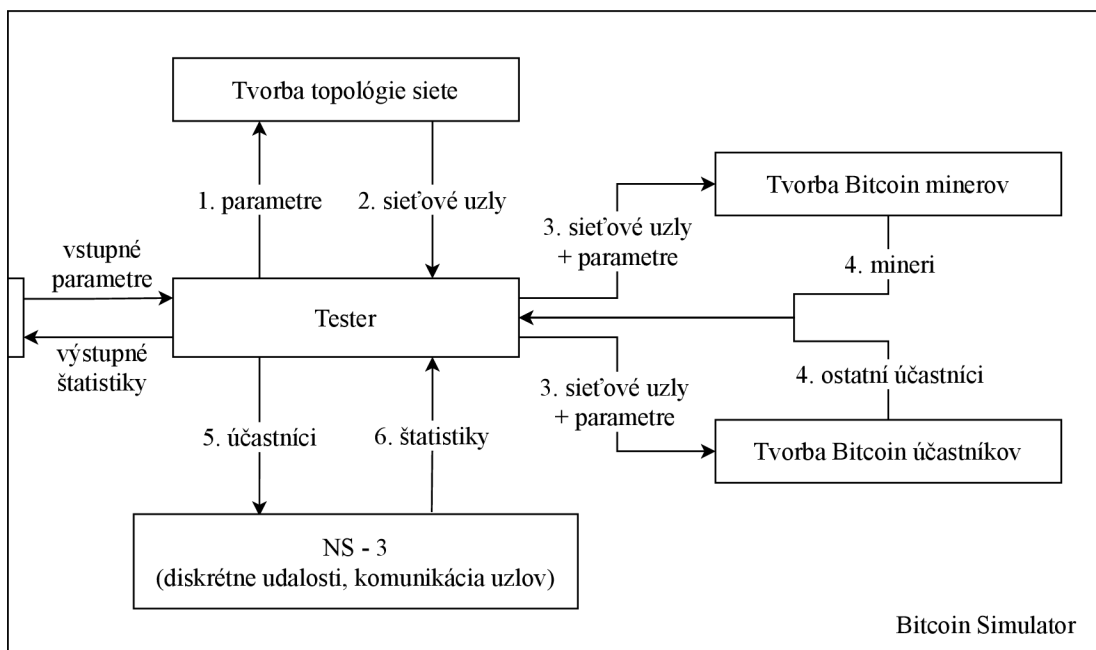 Tvorba topológie siete
1. parametre
2. sieťové uzly
vstupné
parametre
Tester
výstupné
štatistiky
3. sieťové uzly
+ parametre
Tvorba Bitcoin minerov
4. mineri
4. ostatní účastníci
3. sieťové uzly
+ parametre
Tvorba Bitcoin účastníkov
5. účastníci
6. štatistiky
NS - 3
(diskrétne udalosti, komunikácia uzlov)
Bitcoin Simulator